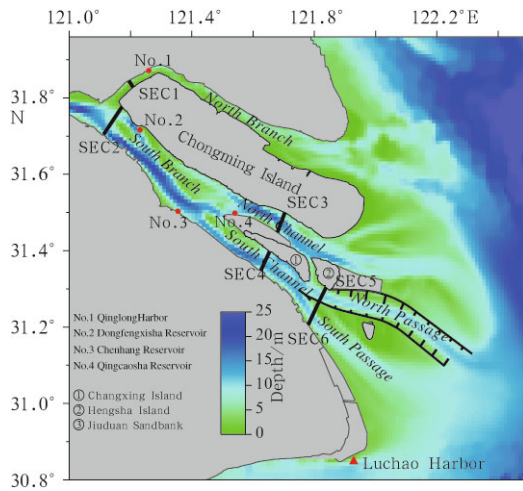 121.0°
121.4°
121.8°
122.2°E
No.1
31.8°
N
SEC1
North Branch
No.2
SEC2
South Branch
Chongming Island
31.6°
No.3
No.4
North Channel
SEC3
31.4°
South Channel
SEC4
①
②
SEC5
No.1 QinglongHarbor
No.2 Dongfengxisha Reservoir
No.3 Chenhang Reservoir
No.4 Qingcaosha Reservoir
31.2°
25
20
15
10
5
0
Depth/m
SEC6
North Passage
South Passage
① Changxing Island
② Hengsha Island
③ Jiuduan Sandbank
31.0°
30.8°
Luchao Harbor